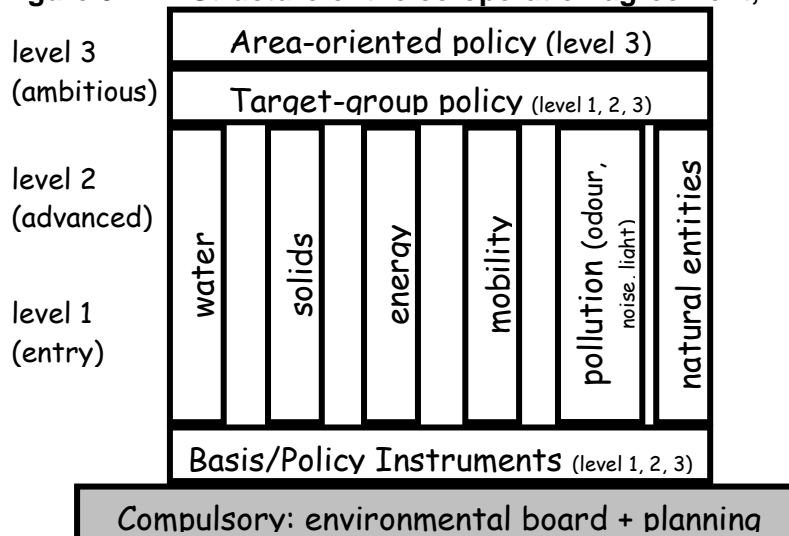 level 3
(ambitious)
Area-oriented policy (level 3)
Target-group policy (level 1, 2, 3)
level 2
(advanced)
level 1
(entry)
water
solids
energy
mobility
pollution (odour,
noise, light)
natural entities
Basis/Policy Instruments (level 1, 2, 3)
Compulsory: environmental board + planning